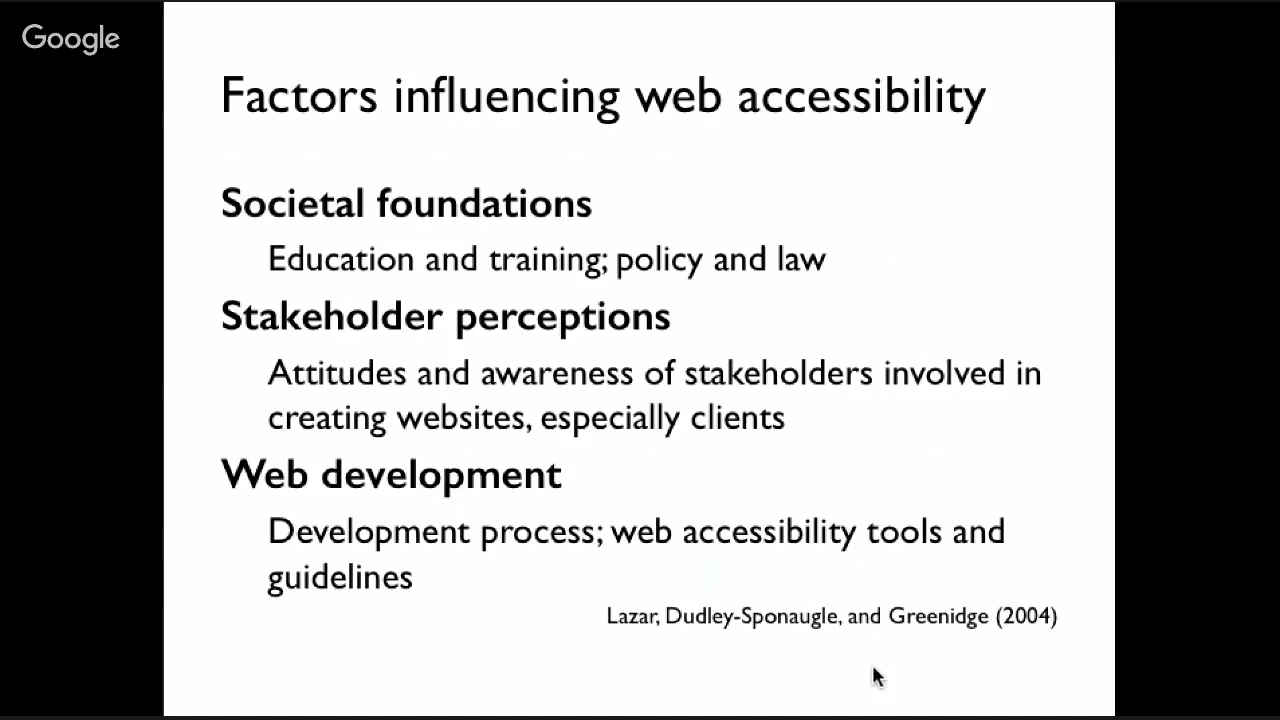 Google
Factors influencing web accessibility
Societal foundations
Education and training; policy and law
Stakeholder perceptions
Attitudes and awareness of stakeholders involved in
creating websites, especially clients
Web development
Development process; web accessibility tools and
guidelines
Lazar, Dudley-Sponaugle, and Greenidge (2004)